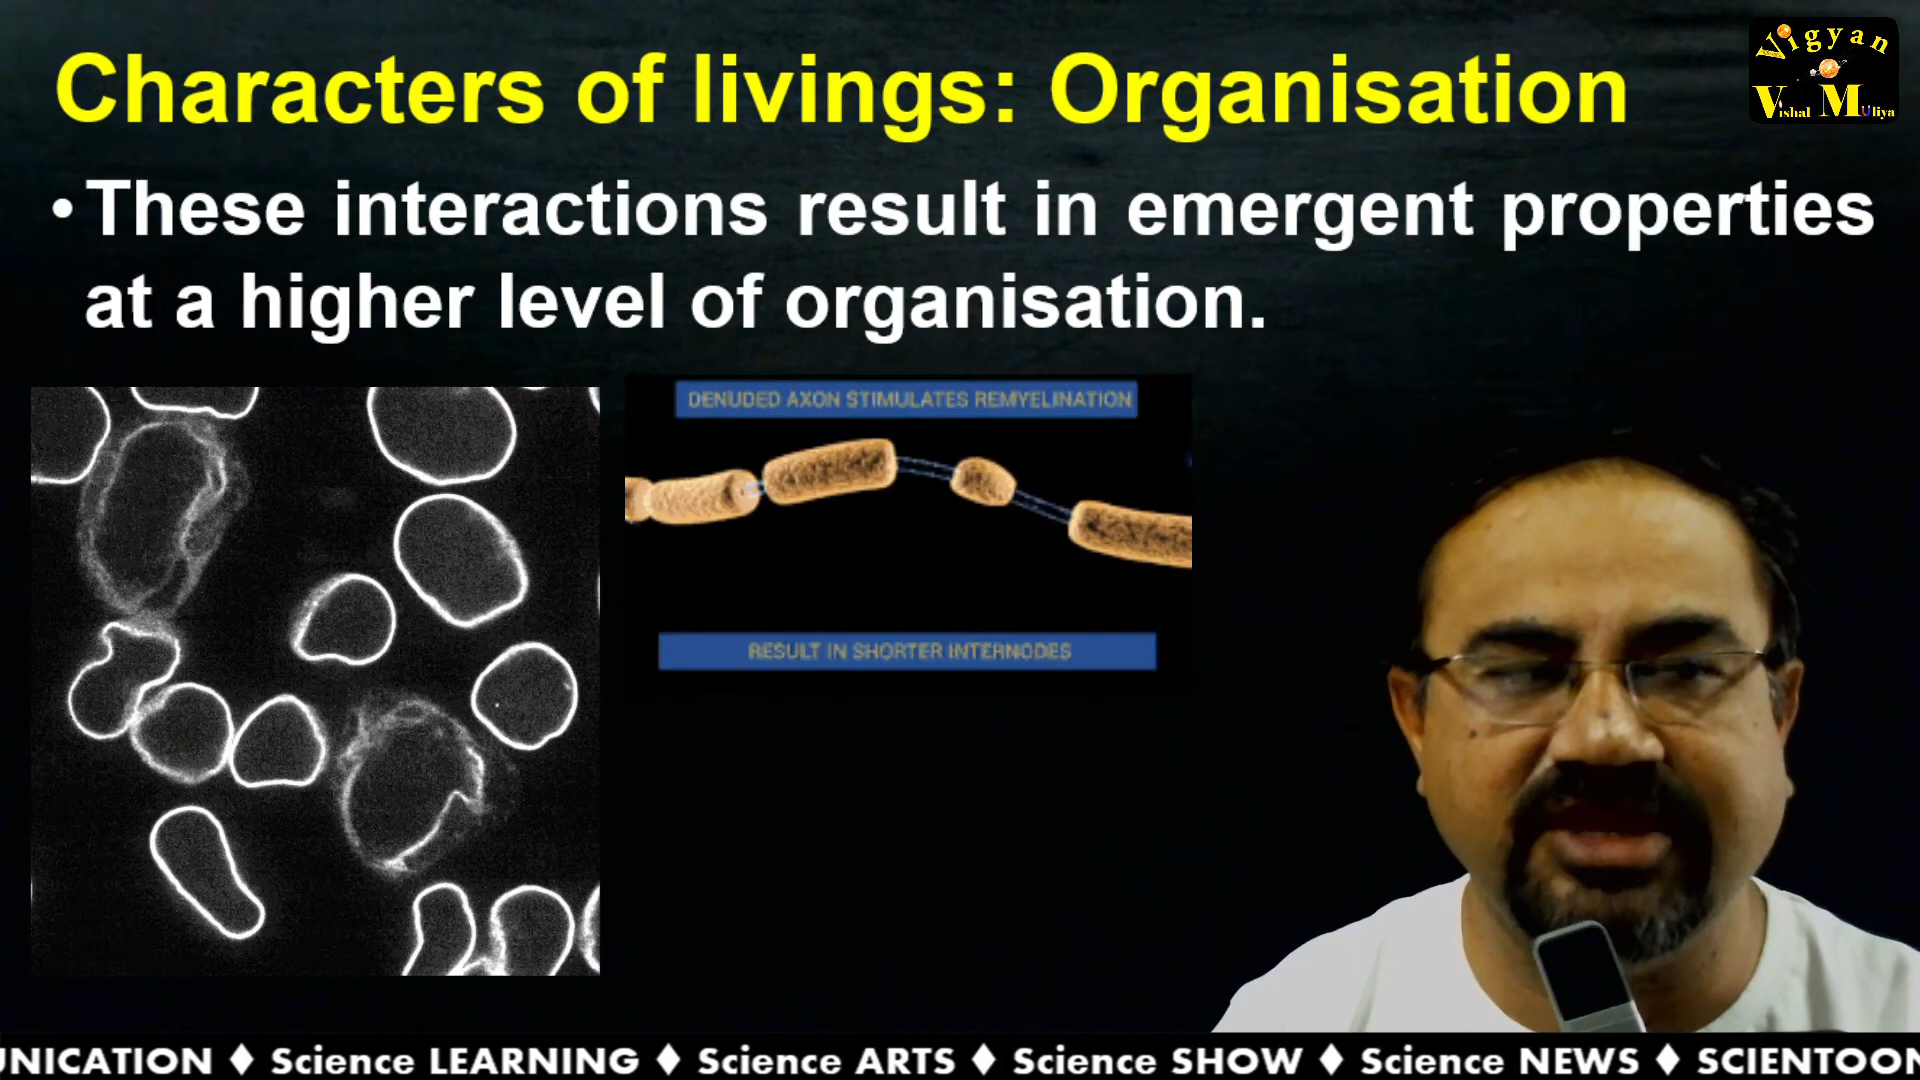 Characters of livings: Organisation
Vigyan
Vishal Muliya
• These interactions result in emergent properties
at a higher level of organisation.
DENUDED AXON STIMULATES REMYELINATION
RESULT IN SHORTER INTERNODES
UNICATION ♦ Science LEARNING ♦ Science ARTS ♦ Science SHOW ♦ Science NEWS ♦ SCIENTOON